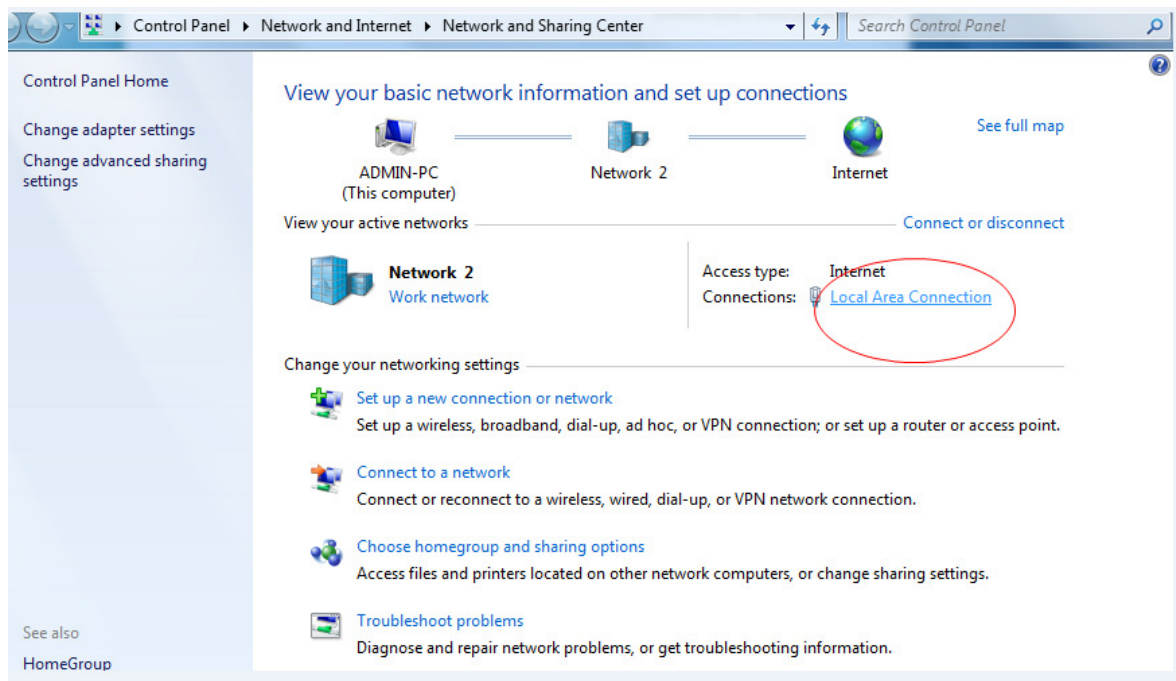 Control Panel Network and Internet Network and Sharing Center Search Control Panel
Control Panel Home
Change adapter settings
Change advanced sharing
settings
See also
HomeGroup
View your basic network information and set up connections
See full map
ADMIN-PC
(This computer)
Network 2
Internet
View your active networks
Connect or disconnect
Network 2
Work network
Access type: Internet
Connections: Local Area Connection
Change your networking settings
Set up a new connection or network
Set up a wireless, broadband, dial-up, ad hoc, or VPN connection; or set up a router or access point.
Connect to a network
Connect or reconnect to a wireless, wired, dial-up, or VPN network connection.
Choose homegroup and sharing options
Access files and printers located on other network computers, or change sharing settings.
Troubleshoot problems
Diagnose and repair network problems, or get troubleshooting information.